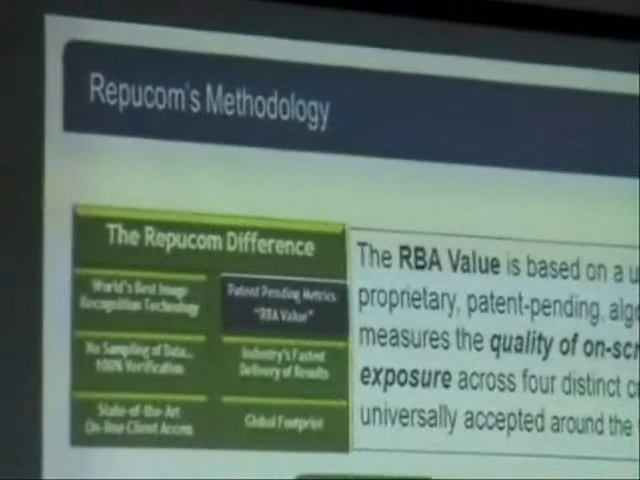 Repucom's Methodology
The Repucom Difference
World's Best Image
Recognition Technology
Patent Pending Metrics
"RBA Value"
No Sampling of Data...
100% Verification
Industry's Fastest
Delivery of Results
State-of-the-Art
On-line Client Access
Global Footprint
The RBA Value is based on a u
proprietary, patent-pending, algo
measures the quality of on-scr
exposure across four distinct c
universally accepted around the